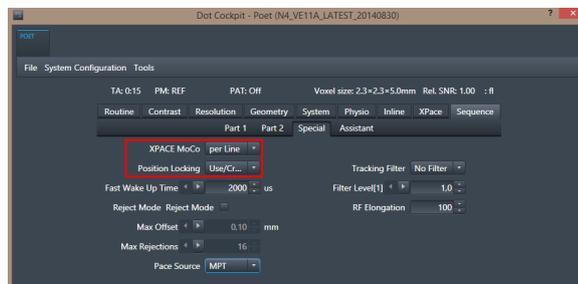 Dot Cockpit - Poet (N4_VE11A_LATEST_20140830)
? ×
POET
File System Configuration Tools
TA: 0:15 PM: REF PAT: Off Voxel size: 2.3×2.3×5.0mm Rel. SNR: 1.00 : fl
Routine Contrast Resolution Geometry System Physio Inline XPace Sequence
Part 1 Part 2 Special Assistant
XPACE MoCo per Line
Position Locking Use/Cr... Tracking Filter No Filter
Fast Wake Up Time 2000 us Filter Level[1] 1,0
Reject Mode Reject Mode RF Elongation 100
Max Offset 0.10 mm
Max Rejections 16
Pace Source MPT